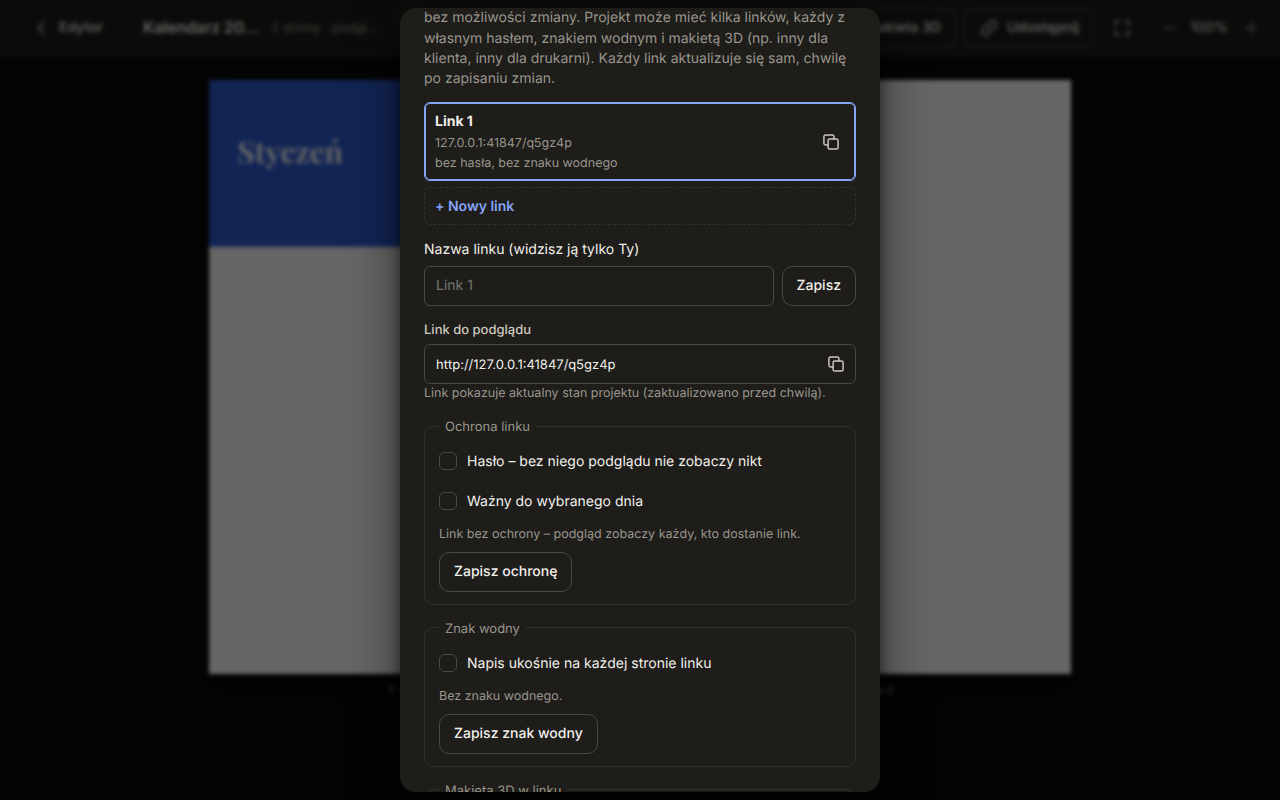 Edytor
Kalendarz 20...
2 strony · podgl...
Udostępnij
100%
bez możliwości zmiany. Projekt może mieć kilka linków, każdy z
własnym hasłem, znakiem wodnym i makietą 3D (np. inny dla
klienta, inny dla drukarni). Każdy link aktualizuje się sam, chwilę
po zapisaniu zmian.
Styczeń
Link 1
127.0.0.1:41847/q5gz4p
bez hasła, bez znaku wodnego
+ Nowy link
Nazwa linku (widzisz ją tylko Ty)
Link 1
Zapisz
Link do podglądu
http://127.0.0.1:41847/q5gz4p
Link pokazuje aktualny stan projektu (zaktualizowano przed chwilą).
Ochrona linku
Hasło – bez niego podglądu nie zobaczy nikt
Ważny do wybranego dnia
Link bez ochrony – podgląd zobaczy każdy, kto dostanie link.
Zapisz ochronę
Znak wodny
Napis ukośnie na każdej stronie linku
Bez znaku wodnego.
Zapisz znak wodny
Makieta 3D w linku